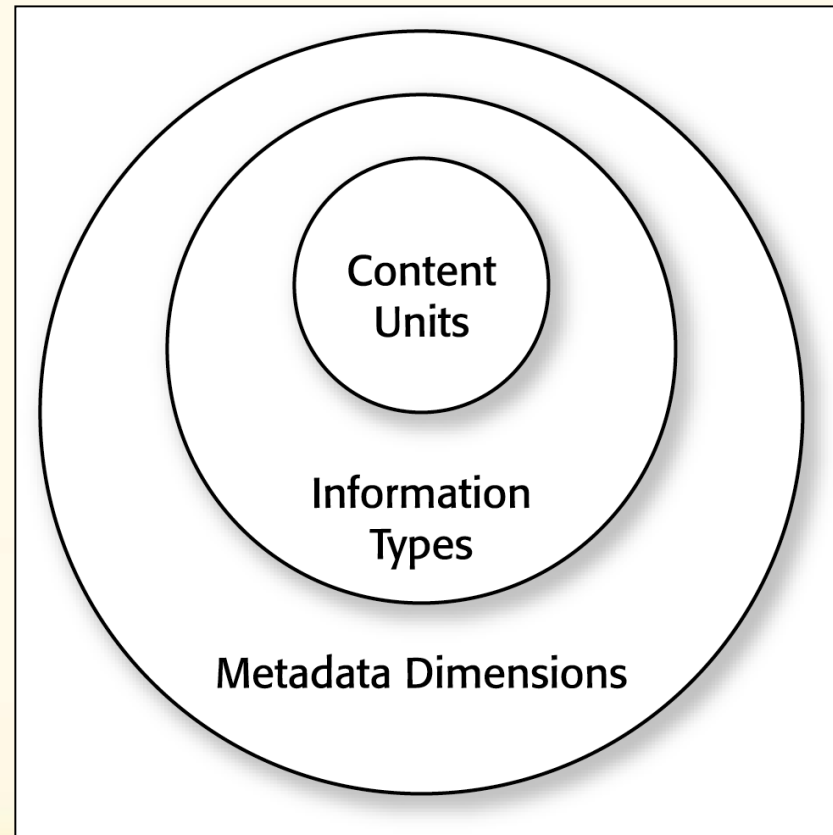 Content
Units
Information
Types
Metadata Dimensions